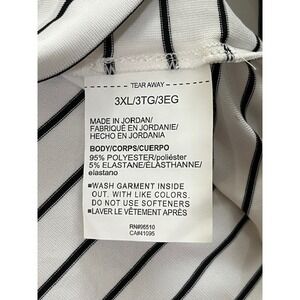 TEAR AWAY
3XL/3TG/3EG
MADE IN JORDAN/
FABRIQUÉ EN JORDANIE/
HECHO EN JORDANIA
BODY/CORPS/CUERPO
95% POLYESTER/poliéster
5% ELASTANE/ÉLASTHANNE/
elastano
■WASH GARMENT INSIDE
OUT. WITH LIKE COLORS.
DO NOT USE SOFTENERS
■LAVER LE VÊTEMENT APRÈS
RN#96510
CA#41095